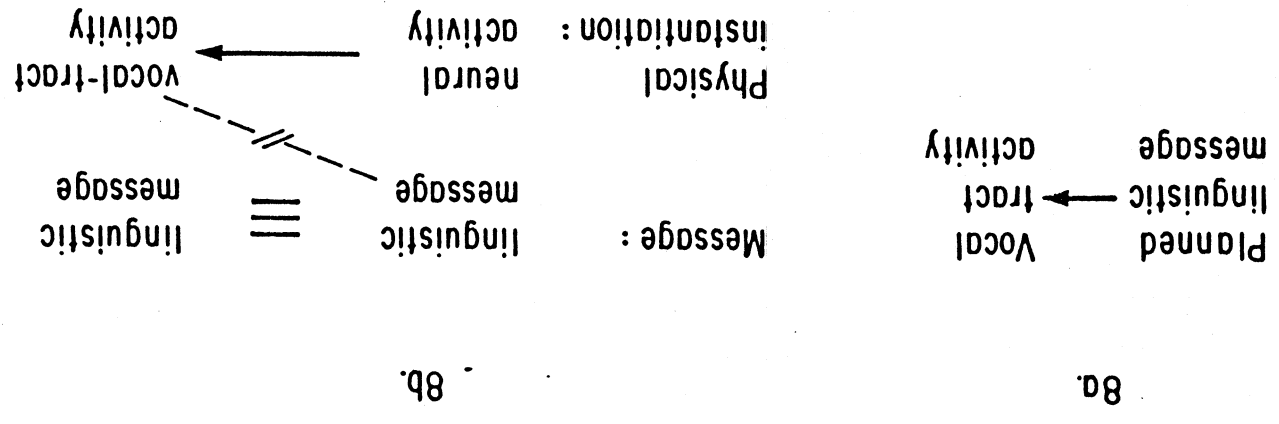 8a.
Planned Vocal
linguistic tract
message activity
8b.
Message : linguistic ≡ linguistic
message message
Physical neural vocal-tract
instantiation : activity activity